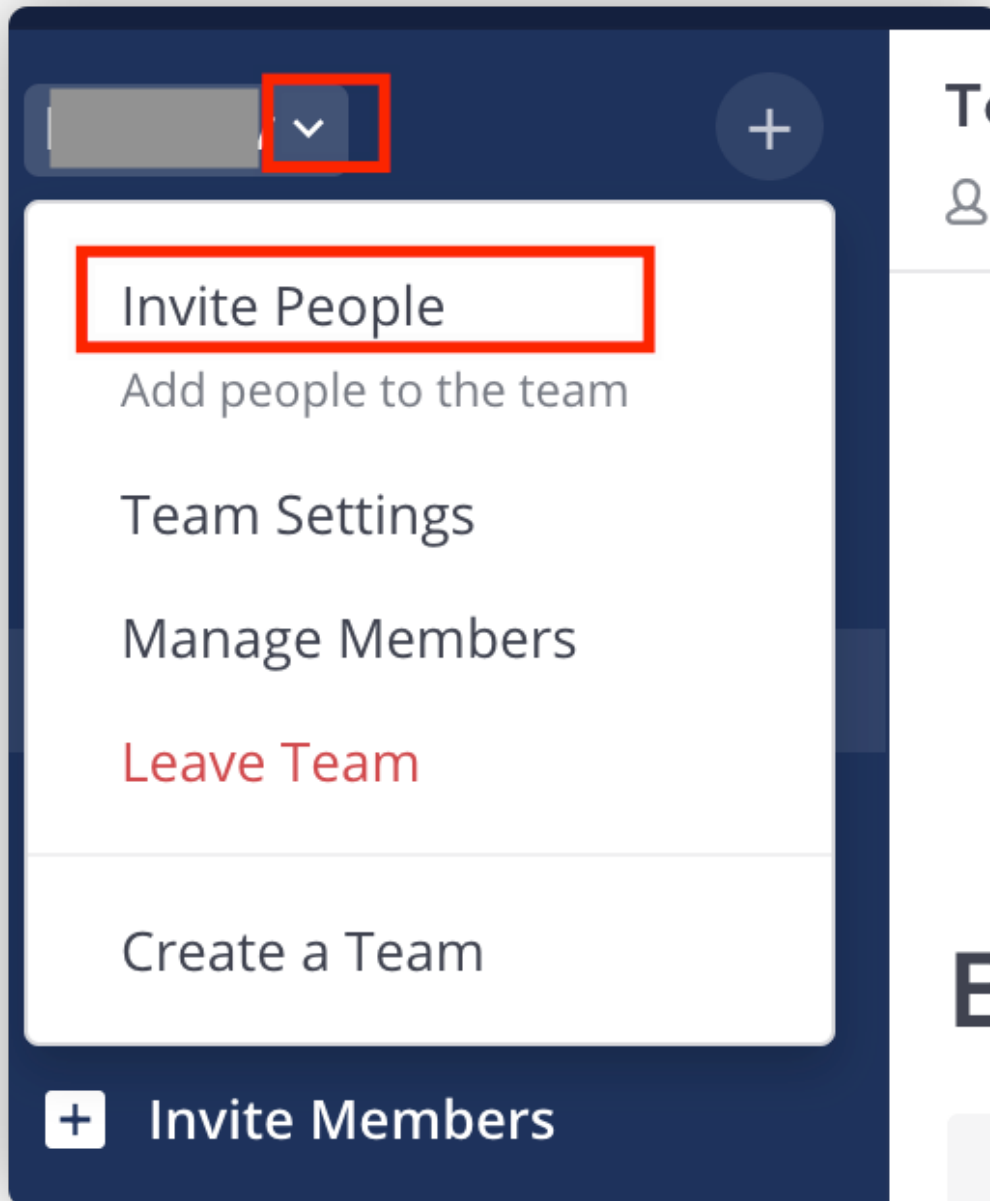 Invite People
Add people to the team
Team Settings
Manage Members
Leave Team
Create a Team
Invite Members